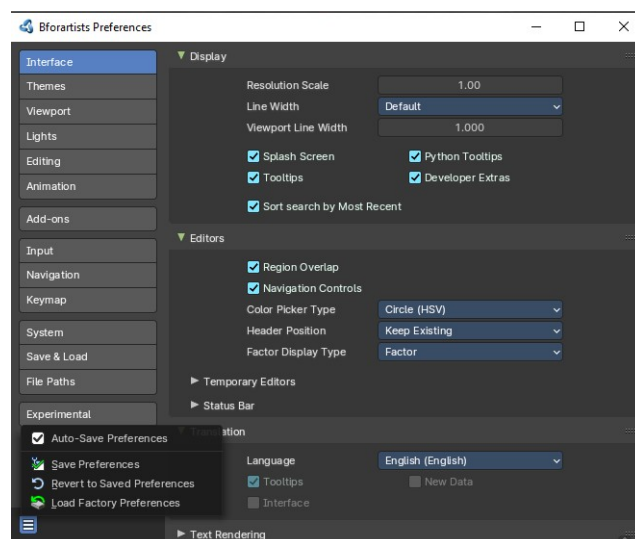 Bforartists Preferences
Interface
Themes
Viewport
Lights
Editing
Animation
Add-ons
Input
Navigation
Keymap
System
Save & Load
File Paths
Experimental
Auto-Save Preferences
Save Preferences
Revert to Saved Preferences
Load Factory Preferences
Display
Resolution Scale 1.00
Line Width Default
Viewport Line Width 1.000
Splash Screen Python Tooltips
Tooltips Developer Extras
Sort search by Most Recent
Editors
Region Overlap
Navigation Controls
Color Picker Type Circle (HSV)
Header Position Keep Existing
Factor Display Type Factor
Temporary Editors
Status Bar
Translation
Language English (English)
Tooltips New Data
Interface
Text Rendering